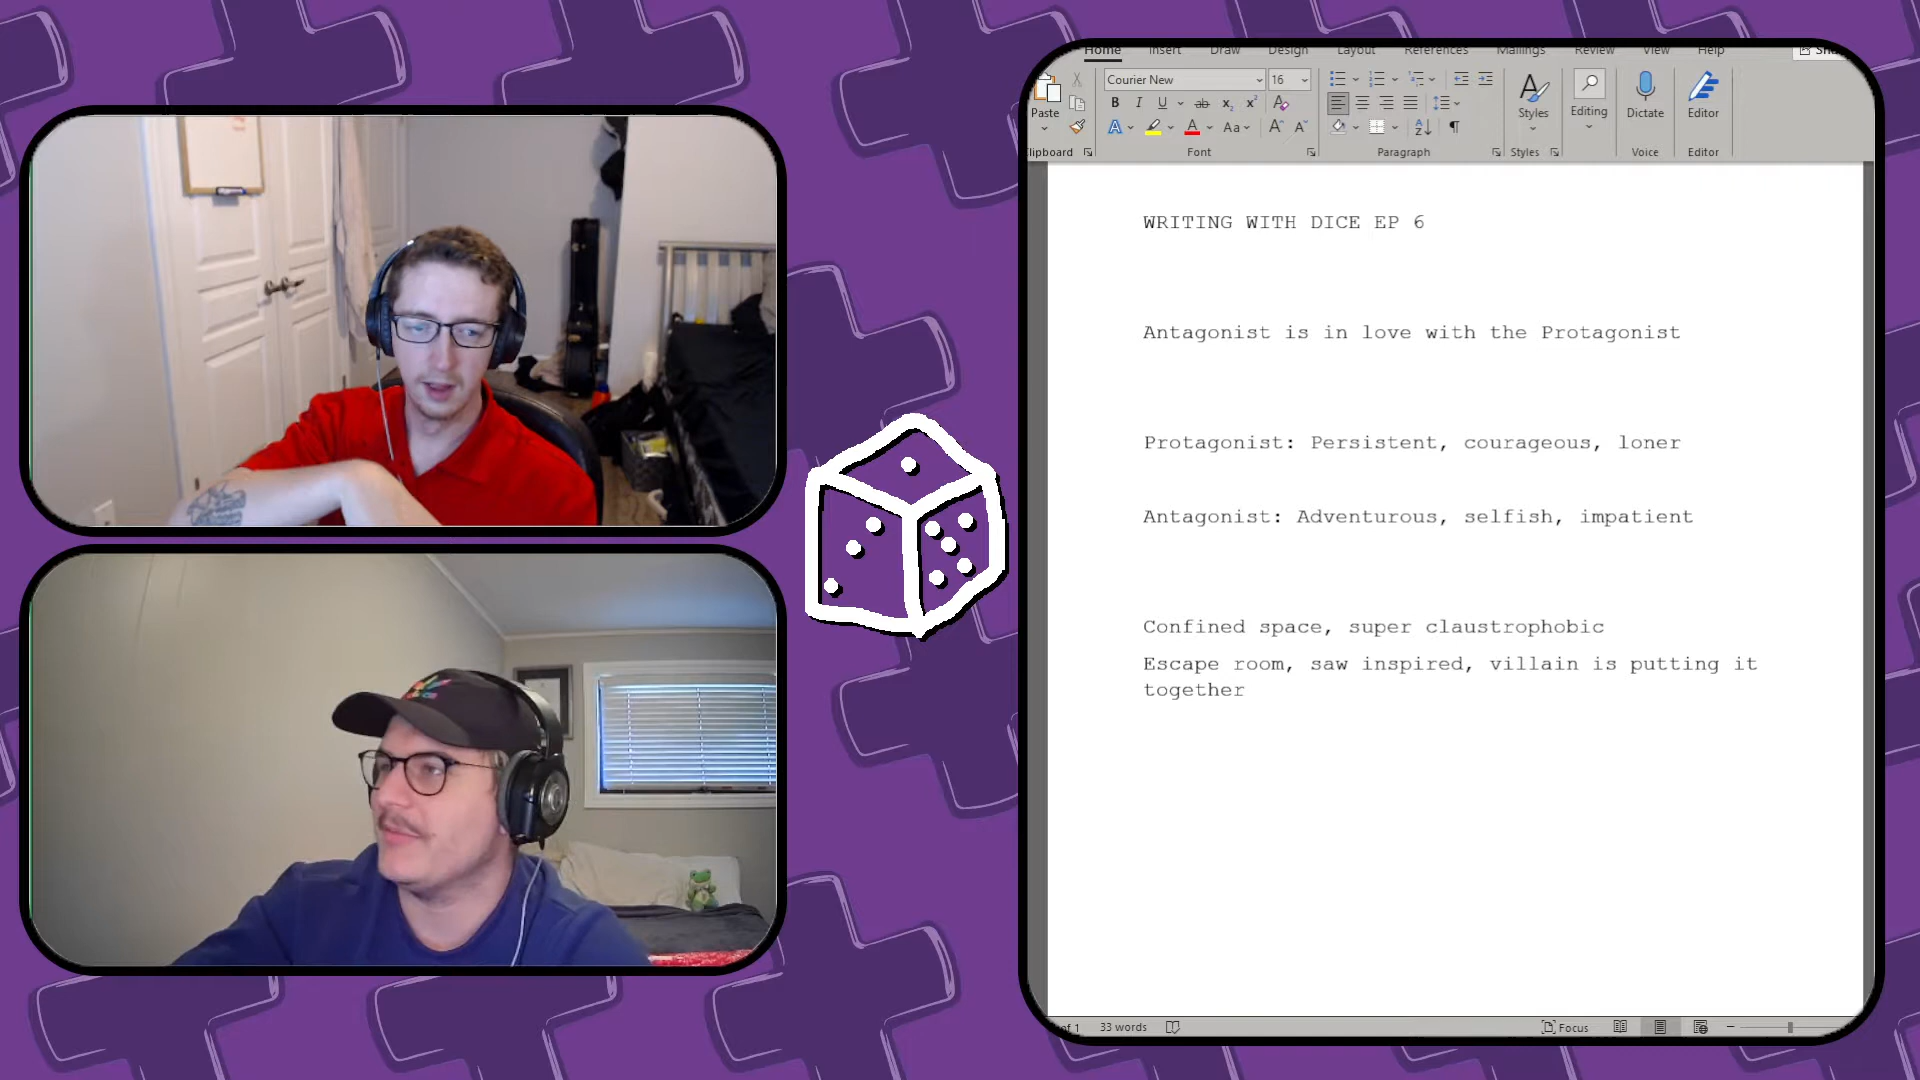 Home Insert Draw Design Layout References Mailings Review View Help
Courier New 16
Paste
Styles Editing Dictate Editor
Font Paragraph Styles Voice Editor
WRITING WITH DICE EP 6
Antagonist is in love with the Protagonist
Protagonist: Persistent, courageous, loner
Antagonist: Adventurous, selfish, impatient
Confined space, super claustrophobic
Escape room, saw inspired, villain is putting it
together
33 words Focus